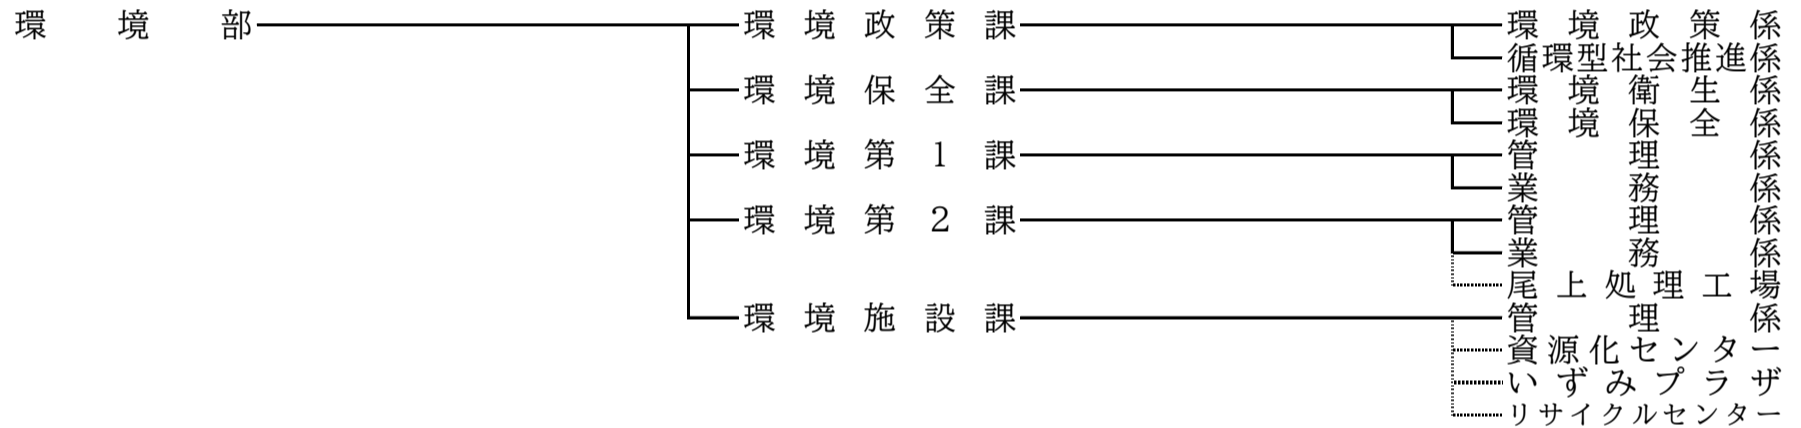 環境部 環境政策課 環境政策係
循環型社会推進係
環境保全課 環境衛生係
環境保全係
環境第1課 管理係
業務係
環境第2課 管理係
業務係
尾上処理工場
環境施設課 管理係
資源化センター
いずみプラザ
リサイクルセンター